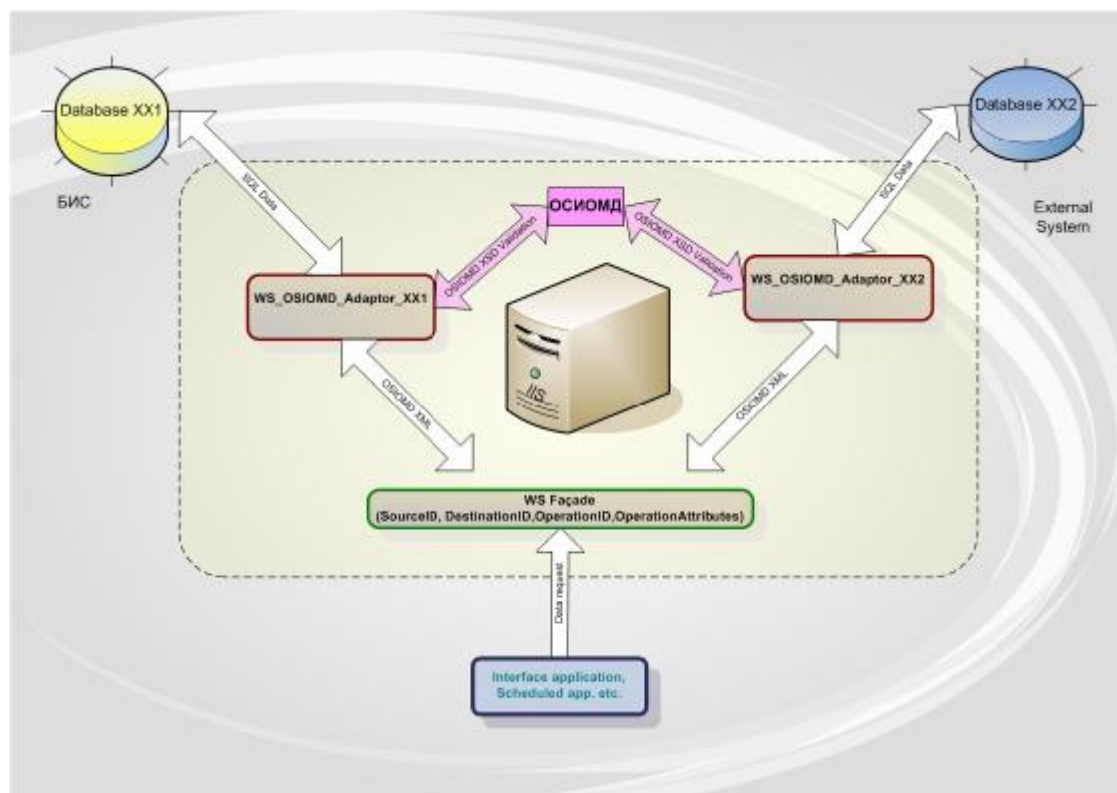 Database XX1
Database XX2
БИС
External
System
SQL Data
SQL Data
ОСИОМД
OSIOMD XSD Validation
OSIOMD XSD Validation
WS_OSIOMD_Adaptor_XX1
WS_OSIOMD_Adaptor_XX2
IIS
OSIOMD XML
OSIOMD XML
WS Façade
(SourceID, DestinationID,OperationID,OperationAttributes)
Data request
Interface application,
Scheduled app. etc.